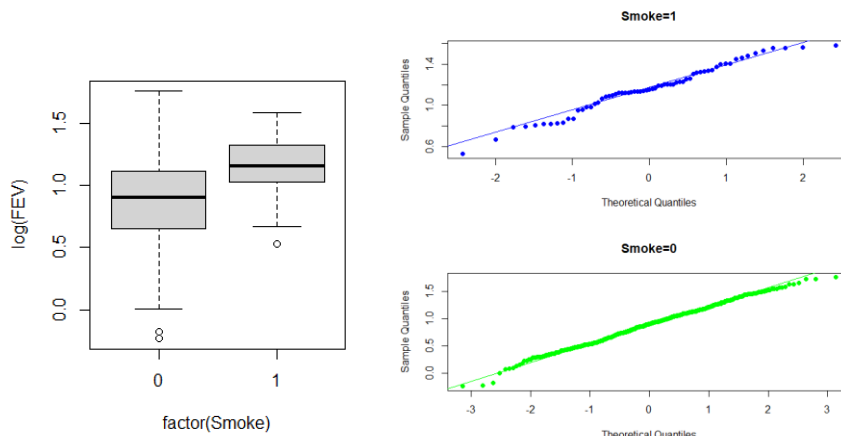 log(FEV)
0.0
0.5
1.0
1.5
0 1
factor(Smoke)
Smoke=1
Sample Quantiles
0.6 1.0 1.4
-2 -1 0 1 2
Theoretical Quantiles
Smoke=0
Sample Quantiles
0.0 0.5 1.0 1.5
-3 -2 -1 0 1 2 3
Theoretical Quantiles